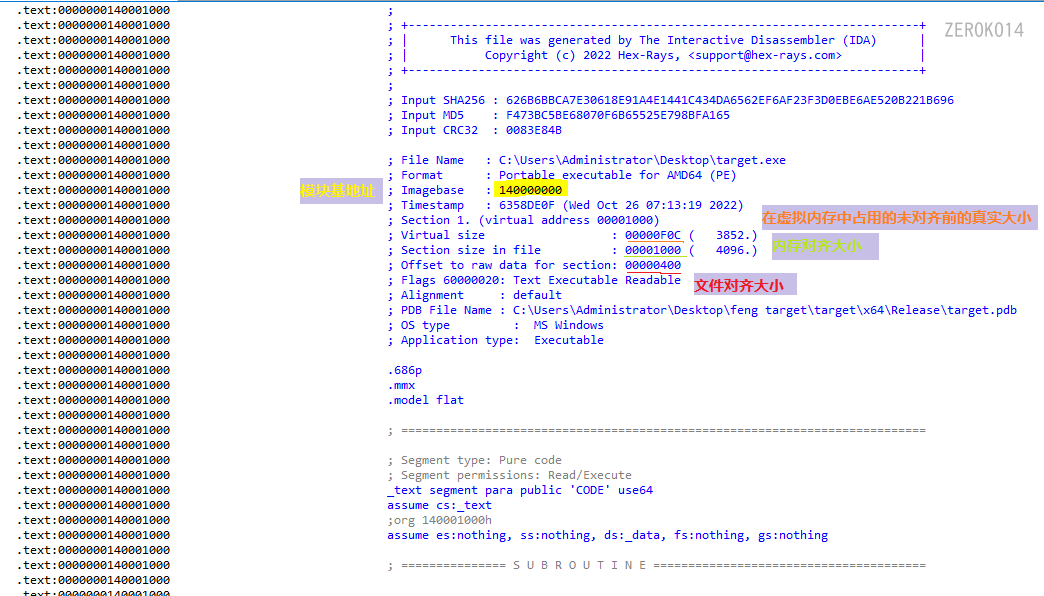 .text:0000000140001000 ;
.text:0000000140001000 ; +-------------------------------------------------------------------------+
.text:0000000140001000 ; | This file was generated by The Interactive Disassembler (IDA) | ZEROK014
.text:0000000140001000 ; | Copyright (c) 2022 Hex-Rays, <support@hex-rays.com> |
.text:0000000140001000 ; +-------------------------------------------------------------------------+
.text:0000000140001000 ;
.text:0000000140001000 ; Input SHA256 : 626B6BBCA7E30618E91A4E1441C434DA6562EF6AF23F3D0EBE6AE520B221B696
.text:0000000140001000 ; Input MD5 : F473BC5BE68070F6B65525E798BFA165
.text:0000000140001000 ; Input CRC32 : 0083E84B
.text:0000000140001000
.text:0000000140001000 ; File Name : C:\Users\Administrator\Desktop\target.exe
.text:0000000140001000 ; Format : Portable executable for AMD64 (PE)
.text:0000000140001000 模块基地址 ; Imagebase : 140000000
.text:0000000140001000 ; Timestamp : 6358DE0F (Wed Oct 26 07:13:19 2022)
.text:0000000140001000 ; Section 1. (virtual address 00001000) 在虚拟内存中占用的未对齐前的真实大小
.text:0000000140001000 ; Virtual size : 00000F0C ( 3852.)
.text:0000000140001000 ; Section size in file : 00001000 ( 4096.) 内存对齐大小
.text:0000000140001000 ; Offset to raw data for section: 00000400
.text:0000000140001000 ; Flags 60000020: Text Executable Readable 文件对齐大小
.text:0000000140001000 ; Alignment : default
.text:0000000140001000 ; PDB File Name : C:\Users\Administrator\Desktop\feng target\target\x64\Release\target.pdb
.text:0000000140001000 ; OS type : MS Windows
.text:0000000140001000 ; Application type: Executable
.text:0000000140001000
.text:0000000140001000 .686p
.text:0000000140001000 .mmx
.text:0000000140001000 .model flat
.text:0000000140001000
.text:0000000140001000 ; ===========================================================================
.text:0000000140001000
.text:0000000140001000 ; Segment type: Pure code
.text:0000000140001000 ; Segment permissions: Read/Execute
.text:0000000140001000 _text segment para public 'CODE' use64
.text:0000000140001000 assume cs:_text
.text:0000000140001000 ;org 140001000h
.text:0000000140001000 assume es:nothing, ss:nothing, ds:_data, fs:nothing, gs:nothing
.text:0000000140001000
.text:0000000140001000 ; =============== S U B R O U T I N E =======================================
.text:0000000140001000
.text:0000000140001000